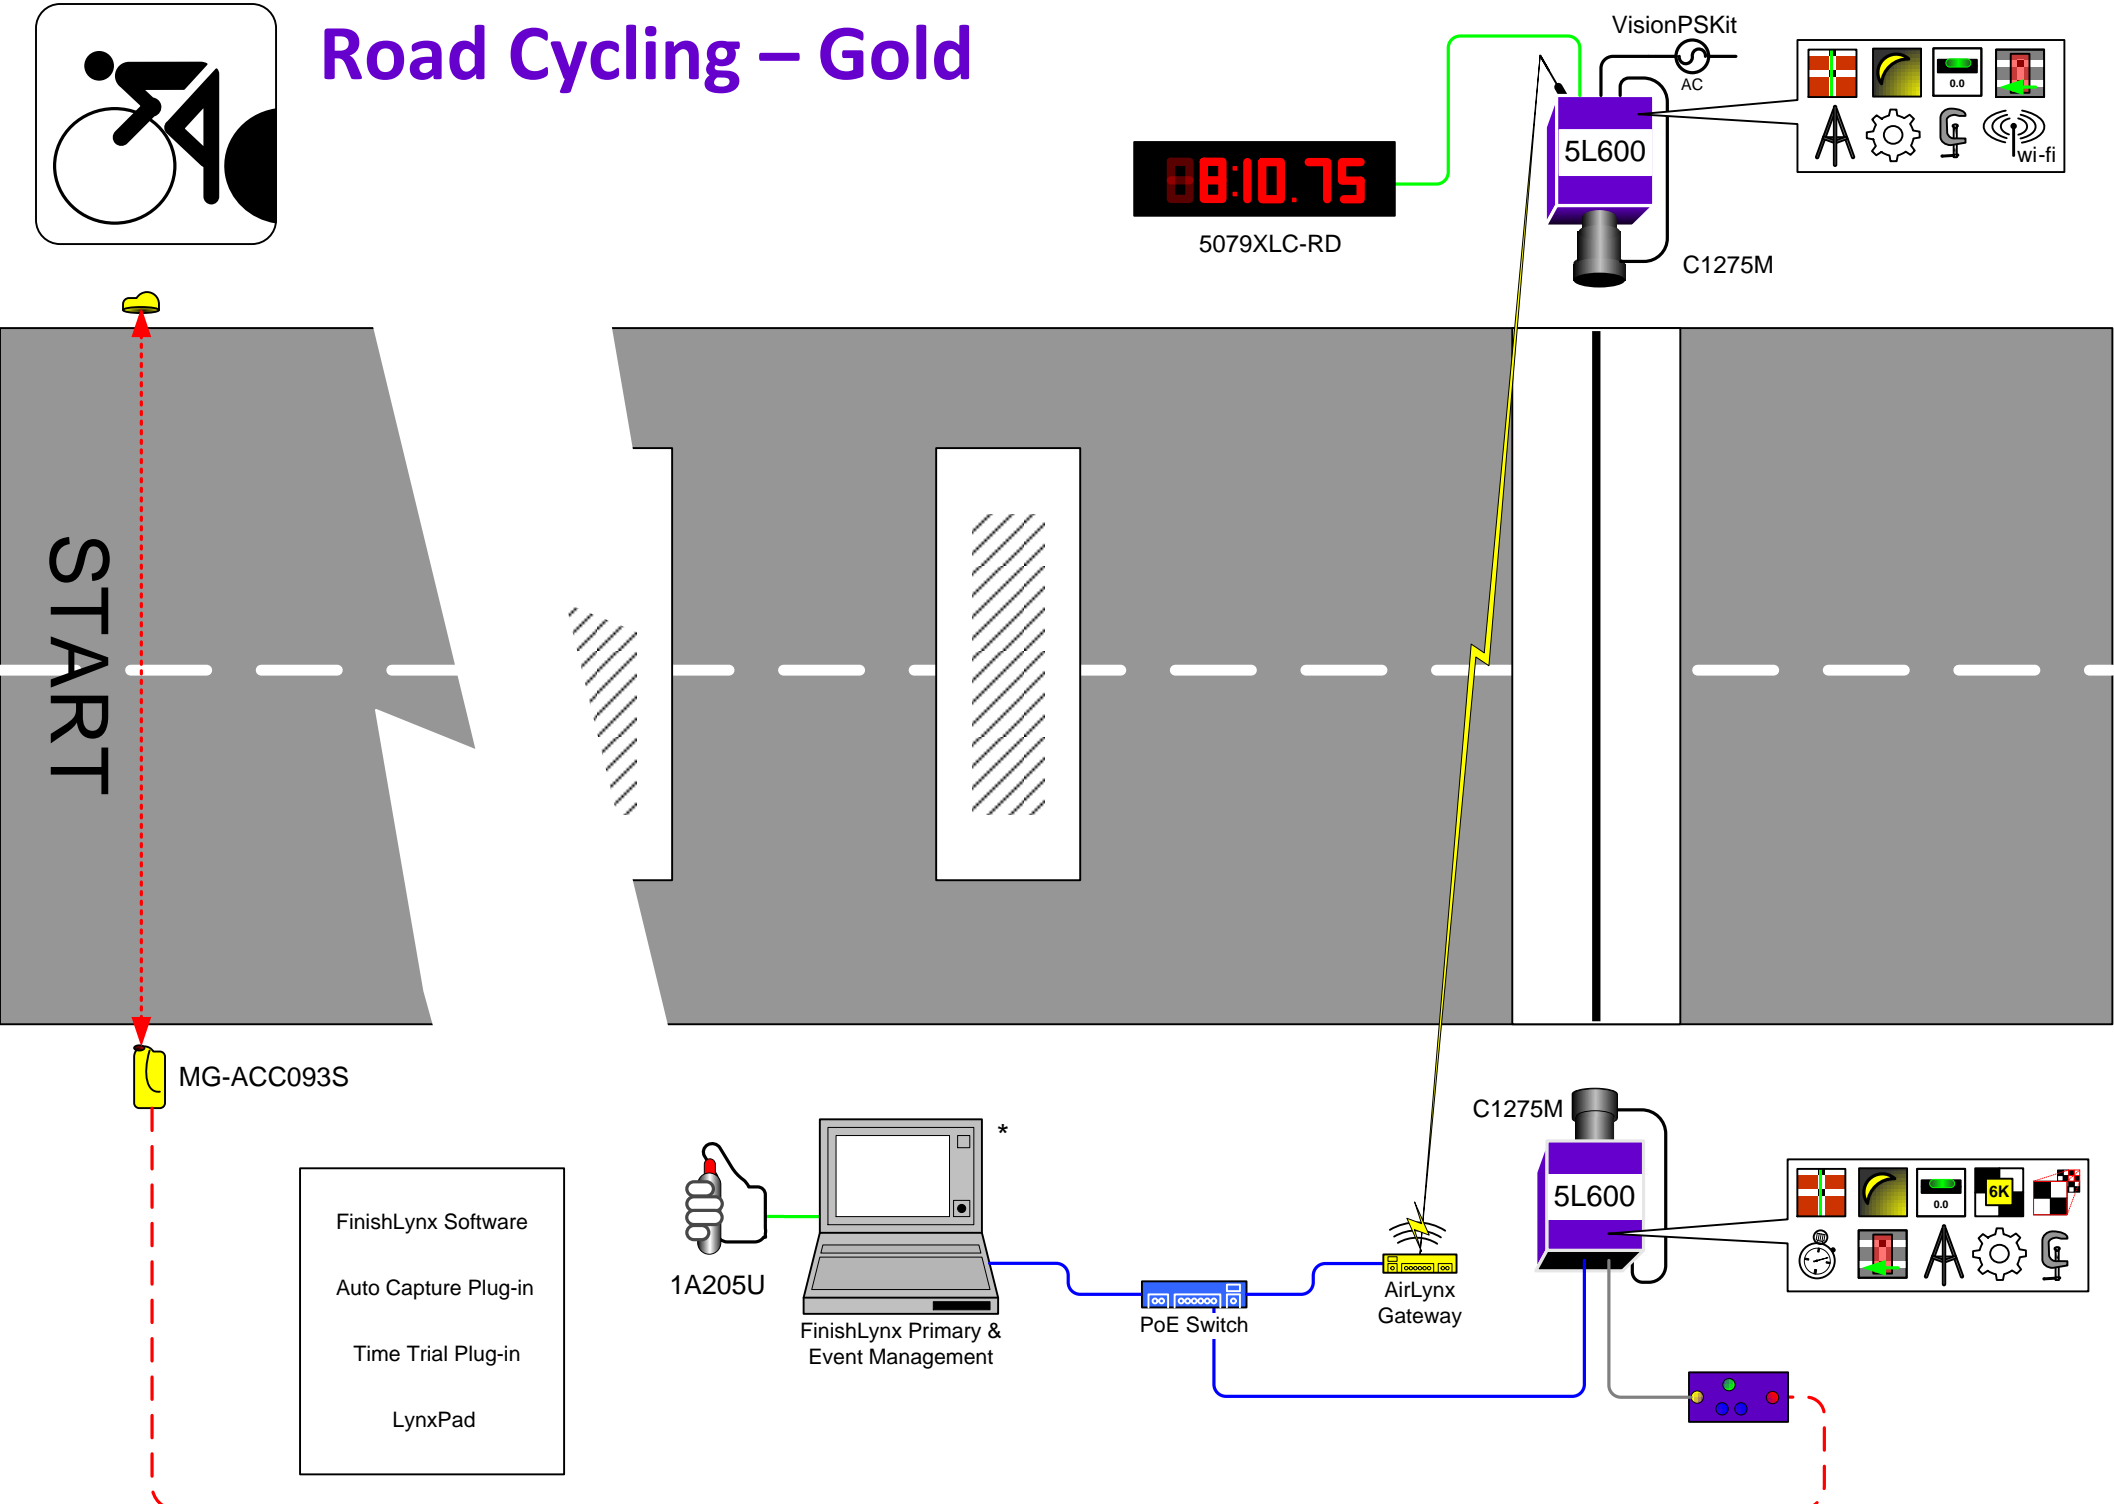 Road Cycling – Gold
VisionPSKit
AC
0.0
wi-fi
5L600
8:10.75
5079XLC-RD
C1275M
START
MG-ACC093S
C1275M
*
5L600
6K
0.0
FinishLynx Software
Auto Capture Plug-in
Time Trial Plug-in
LynxPad
1A205U
FinishLynx Primary &
Event Management
PoE Switch
AirLynx
Gateway